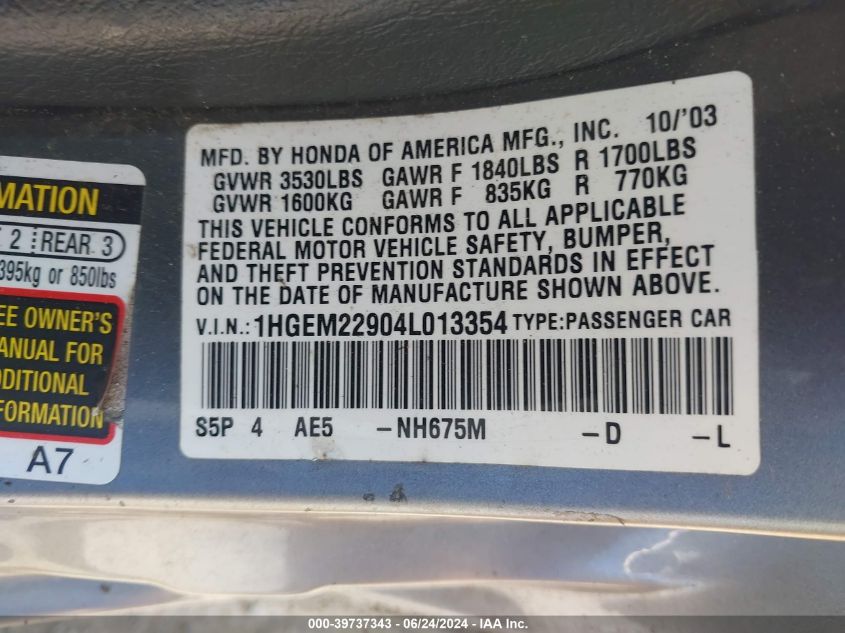 MATION
2 REAR 3
395kg or 850lbs
EE OWNER'S
ANUAL FOR
DDITIONAL
FORMATION
A7
MFD. BY HONDA OF AMERICA MFG., INC. 10/'03
GVWR 3530LBS GAWR F 1840LBS R 1700LBS
GVWR 1600KG GAWR F 835KG R 770KG
THIS VEHICLE CONFORMS TO ALL APPLICABLE
FEDERAL MOTOR VEHICLE SAFETY, BUMPER,
AND THEFT PREVENTION STANDARDS IN EFFECT
ON THE DATE OF MANUFACTURE SHOWN ABOVE.
V.I.N.: 1HGEM22904L013354 TYPE:PASSENGER CAR
S5P 4 AE5 -NH675M -D -L
000-39737343 / 06/24/2024 / IAA Inc.